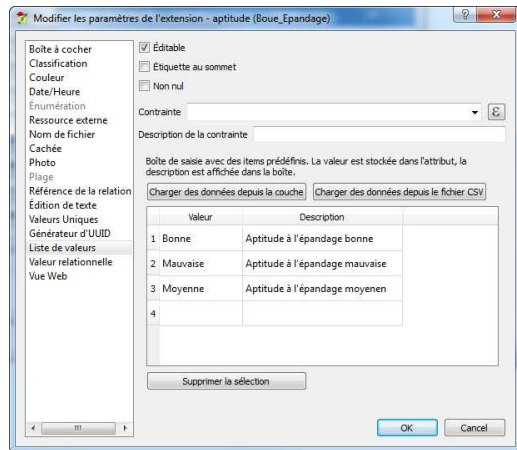 Modifier les paramètres de l'extension - aptitude (Boue_Epandage)
Boîte à cocher
Classification
Couleur
Date/Heure
Énumération
Ressource externe
Nom de fichier
Cachée
Photo
Plage
Référence de la relation
Édition de texte
Valeurs Uniques
Générateur d'UUID
Liste de valeurs
Valeur relationnelle
Vue Web
Éditable
Étiquette au sommet
Non nul
Contrainte
ε
Description de la contrainte
Boîte de saisie avec des items prédéfinis. La valeur est stockée dans l'attribut, la
description est affichée dans la boîte.
Charger des données depuis la couche Charger des données depuis le fichier CSV
Valeur Description
1 Bonne Aptitude à l'épandage bonne
2 Mauvaise Aptitude à l'épandage mauvaise
3 Moyenne Aptitude à l'épandage moyenen
4
Supprimer la sélection
OK Cancel